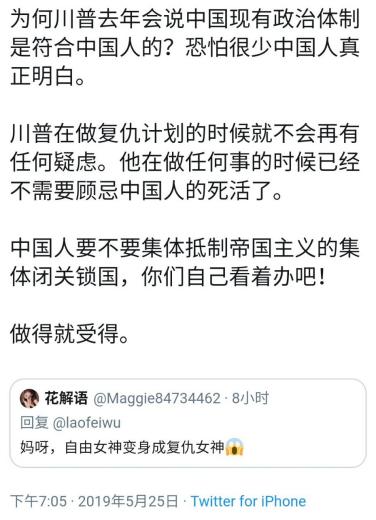 为何川普去年会说中国现有政治体制
是符合中国人的？恐怕很少中国人真
正明白。
川普在做复仇计划的时候就不会再有
任何疑虑。他在做任何事的时候已经
不需要顾忌中国人的死活了。
中国人要不要集体抵制帝国主义的集
体闭关锁国，你们自己看着办吧！
做得就受得。
花解语 @Maggie84734462 · 8小时
回复 @laofeiwu
妈呀，自由女神变身成复仇女神😱
下午7:05 · 2019年5月25日 · Twitter for iPhone